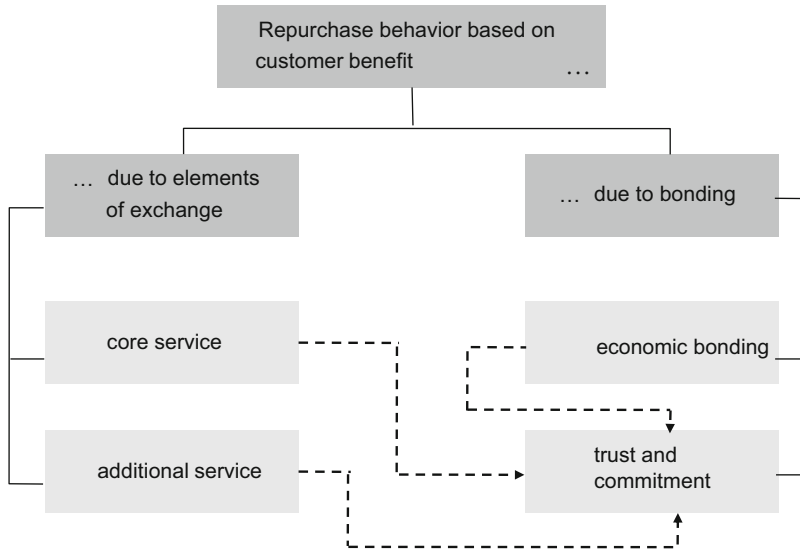 Repurchase behavior based on
customer benefit ...
... due to elements
of exchange
... due to bonding
core service
economic bonding
additional service
trust and
commitment